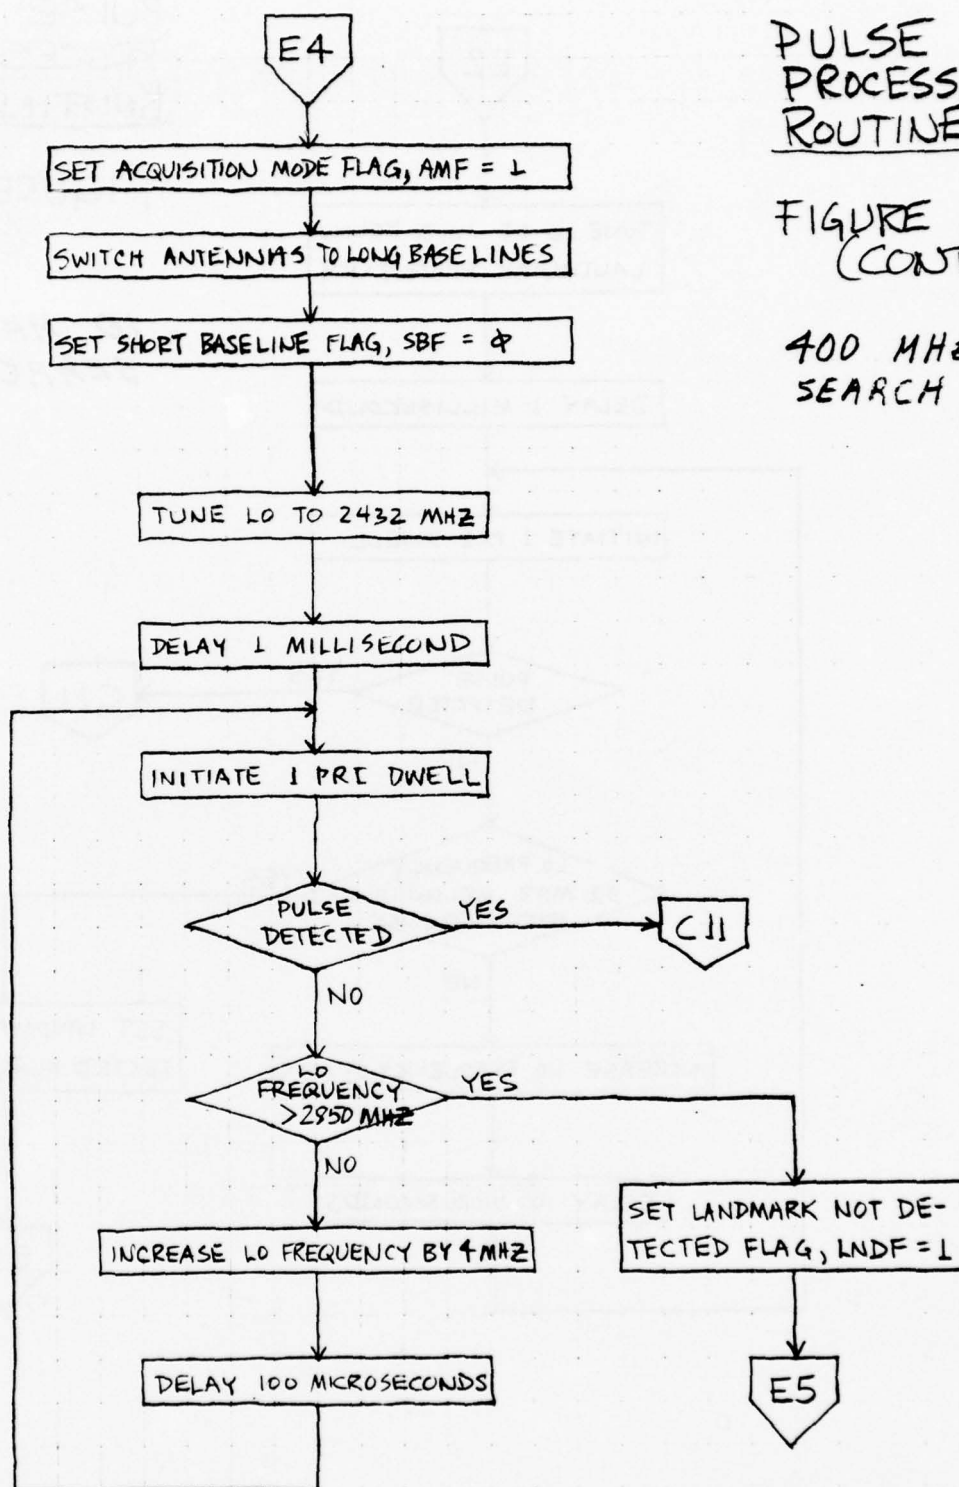 E4
PULSE
PROCESS
ROUTINE
FIGURE
(CONT
400 MHZ
SEARCH
SET ACQUISITION MODE FLAG, AMF = 1
SWITCH ANTENNAS TO LONG BASELINES
SET SHORT BASELINE FLAG, SBF = φ
TUNE LO TO 2432 MHZ
DELAY 1 MILLISECOND
INITIATE 1 PRI DWELL
PULSE
DETECTED
YES
C11
NO
LO
FREQUENCY
>2850 MHZ
YES
NO
SET LANDMARK NOT DE-
TECTED FLAG, LNDF = 1
INCREASE LO FREQUENCY BY 4 MHZ
DELAY 100 MICROSECONDS
E5